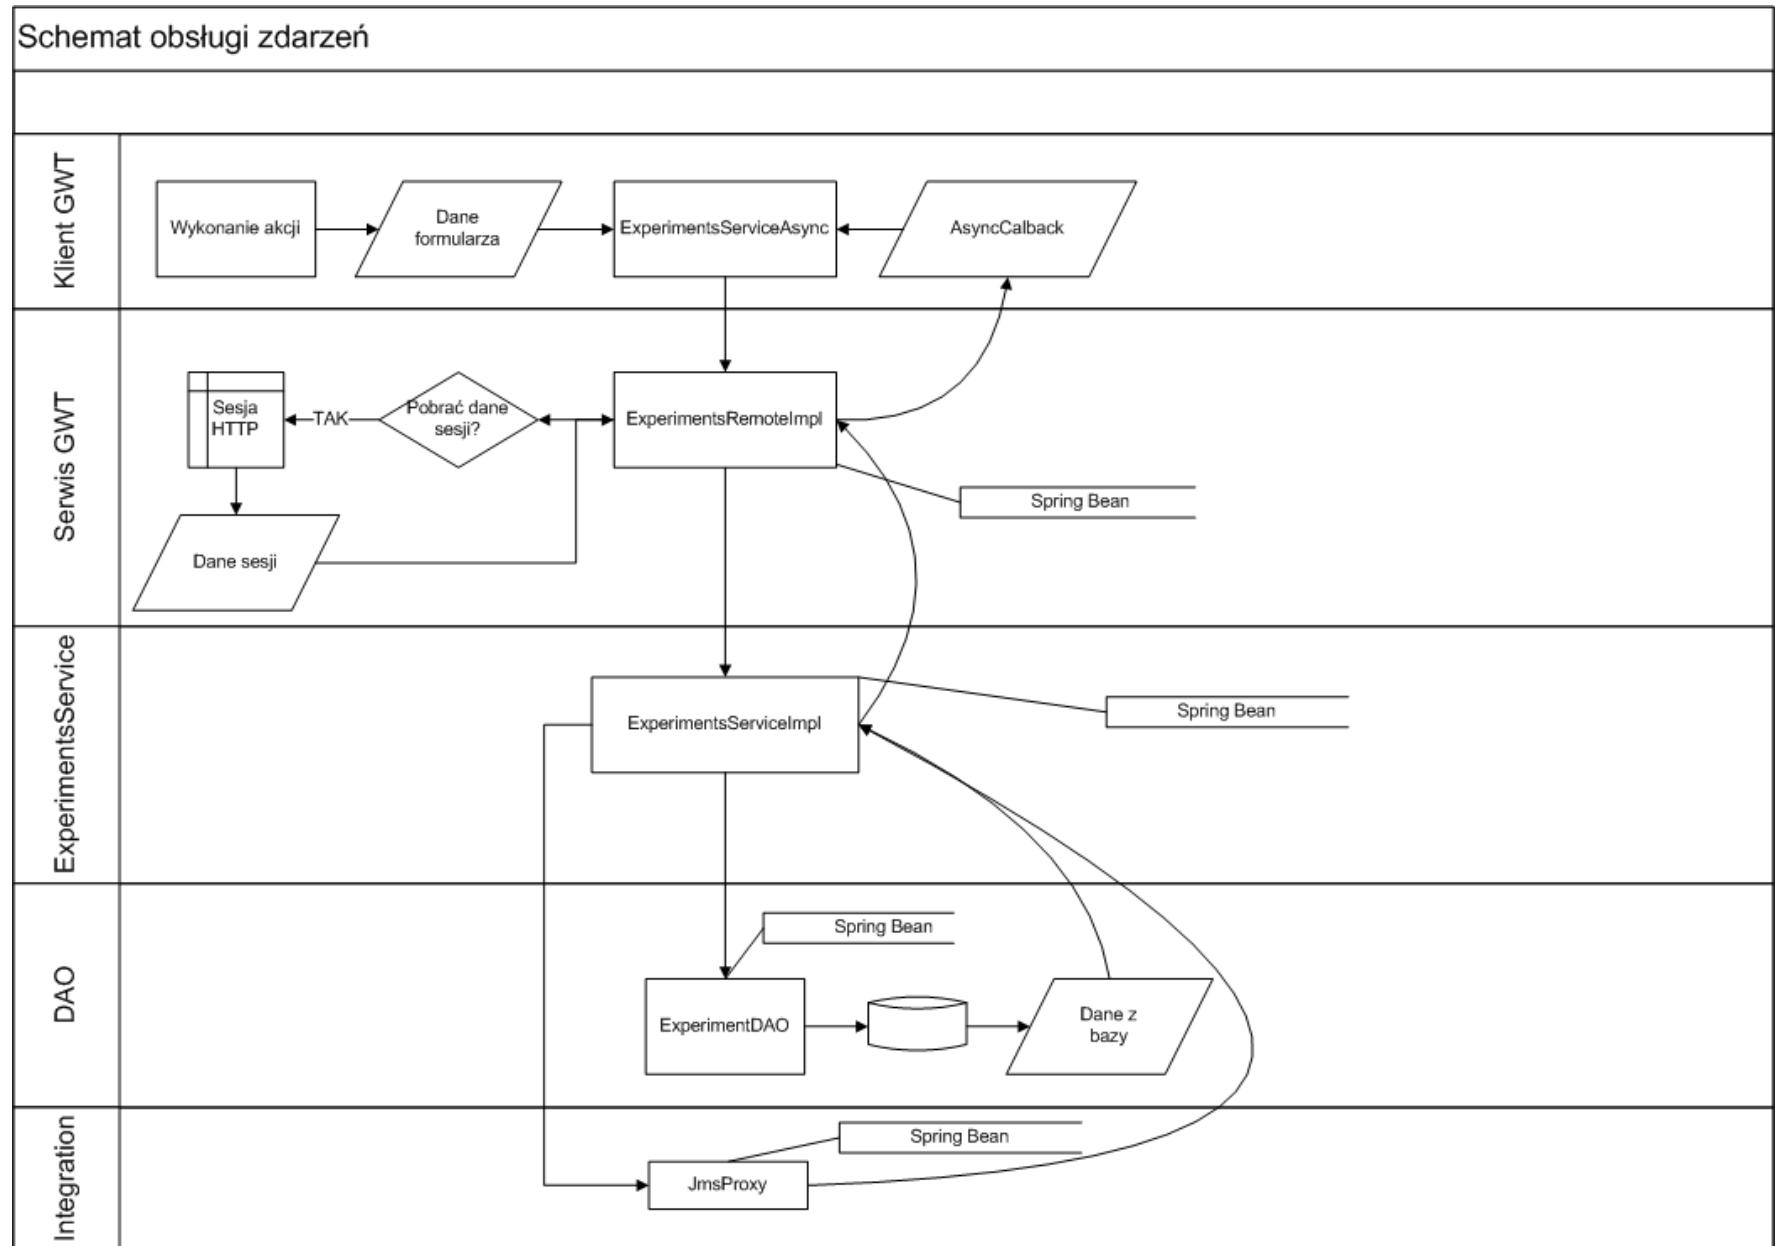 Schemat obsługi zdarzeń
Klient GWT
Wykonanie akcji
Dane
formularza
ExperimentsServiceAsync
AsyncCalback
Serwis GWT
Sesja
HTTP
TAK
Pobrać dane
sesji?
ExperimentsRemoteImpl
Spring Bean
Dane sesji
ExperimentsService
ExperimentsServiceImpl
Spring Bean
DAO
Spring Bean
ExperimentDAO
Dane z
bazy
Integration
Spring Bean
JmsProxy